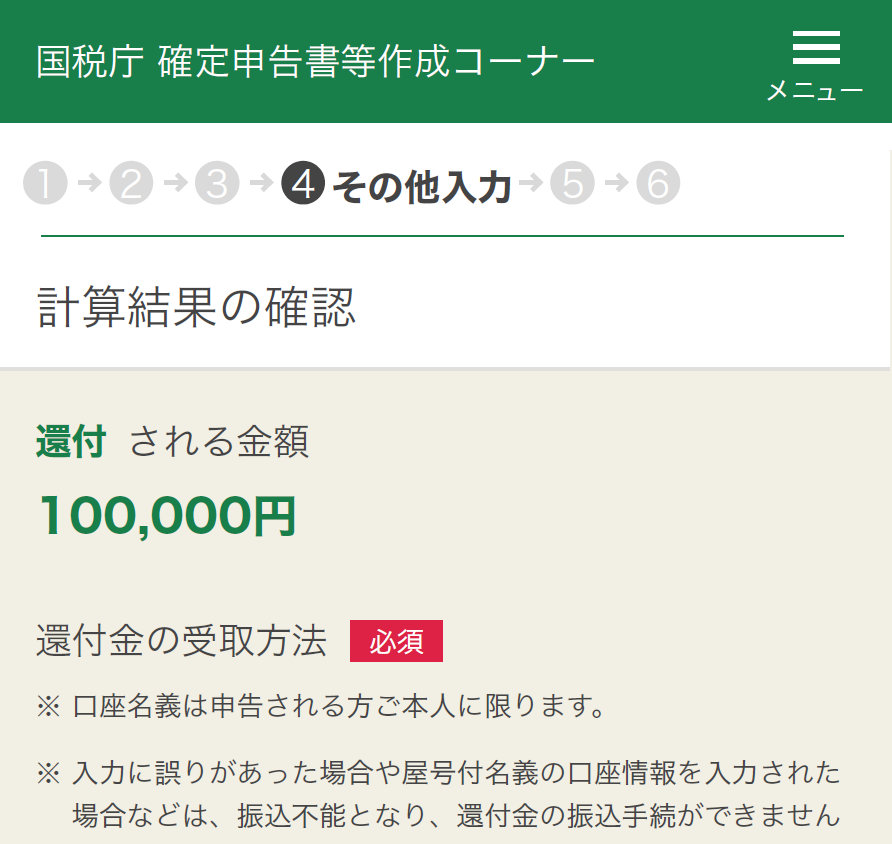 国税庁 確定申告書等作成コーナー
メニュー
1 → 2 → 3 → 4 その他入力 → 5 → 6
計算結果の確認
還付 される金額
100,000円
還付金の受取方法 必須
※ 口座名義は申告される方ご本人に限ります。
※ 入力に誤りがあった場合や屋号付名義の口座情報を入力された
場合などは、振込不能となり、還付金の振込手続ができません